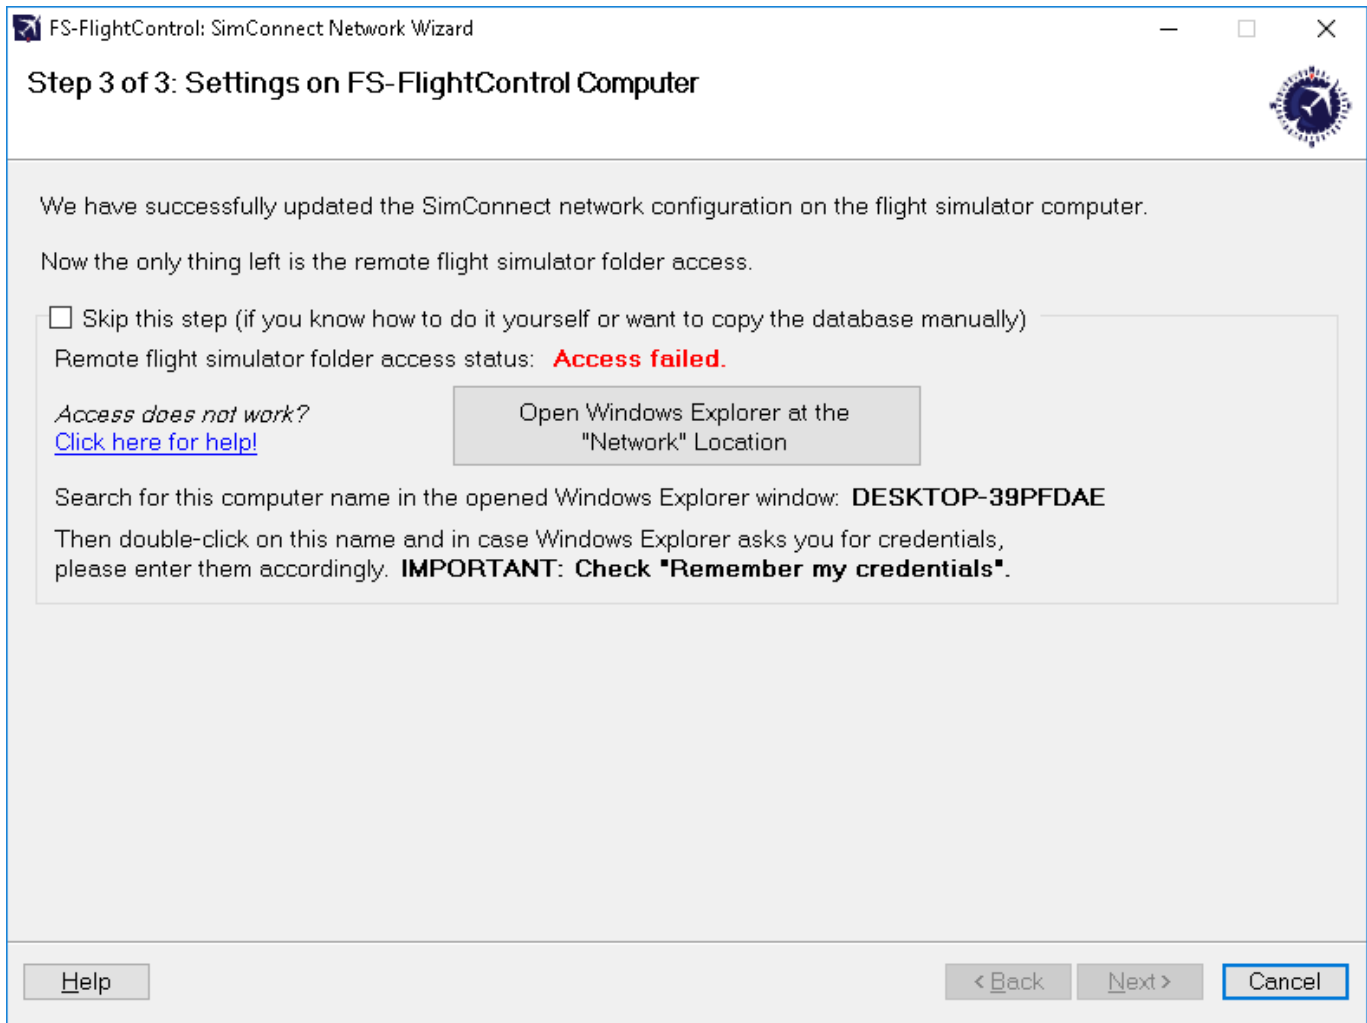 FS-FlightControl: SimConnect Network Wizard
Step 3 of 3: Settings on FS-FlightControl Computer
We have successfully updated the SimConnect network configuration on the flight simulator computer.
Now the only thing left is the remote flight simulator folder access.
Skip this step (if you know how to do it yourself or want to copy the database manually)
Remote flight simulator folder access status: Access failed.
Access does not work?
Click here for help!
Open Windows Explorer at the
"Network" Location
Search for this computer name in the opened Windows Explorer window: DESKTOP-39PFDAE
Then double-click on this name and in case Windows Explorer asks you for credentials,
please enter them accordingly. IMPORTANT: Check "Remember my credentials".
Help
< Back
Next >
Cancel